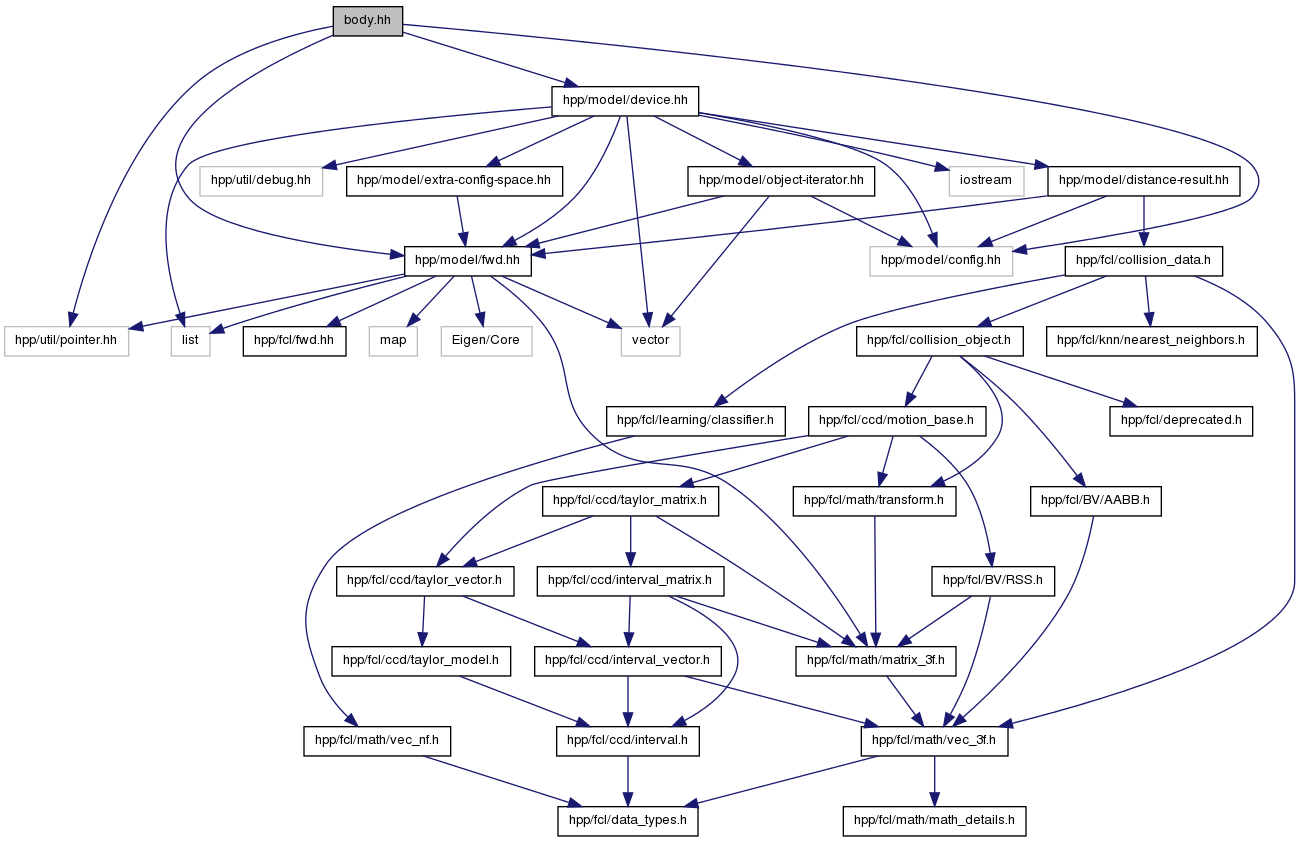 body.hh
hpp/model/device.hh
hpp/util/debug.hh
hpp/model/extra-config-space.hh
hpp/model/object-iterator.hh
iostream
hpp/model/distance-result.hh
hpp/model/fwd.hh
hpp/model/config.hh
hpp/fcl/collision_data.h
hpp/util/pointer.hh
list
hpp/fcl/fwd.hh
map
Eigen/Core
vector
hpp/fcl/collision_object.h
hpp/fcl/knn/nearest_neighbors.h
hpp/fcl/learning/classifier.h
hpp/fcl/ccd/motion_base.h
hpp/fcl/deprecated.h
hpp/fcl/ccd/taylor_matrix.h
hpp/fcl/math/transform.h
hpp/fcl/BV/AABB.h
hpp/fcl/ccd/taylor_vector.h
hpp/fcl/ccd/interval_matrix.h
hpp/fcl/BV/RSS.h
hpp/fcl/ccd/taylor_model.h
hpp/fcl/ccd/interval_vector.h
hpp/fcl/math/matrix_3f.h
hpp/fcl/math/vec_nf.h
hpp/fcl/ccd/interval.h
hpp/fcl/math/vec_3f.h
hpp/fcl/data_types.h
hpp/fcl/math/math_details.h